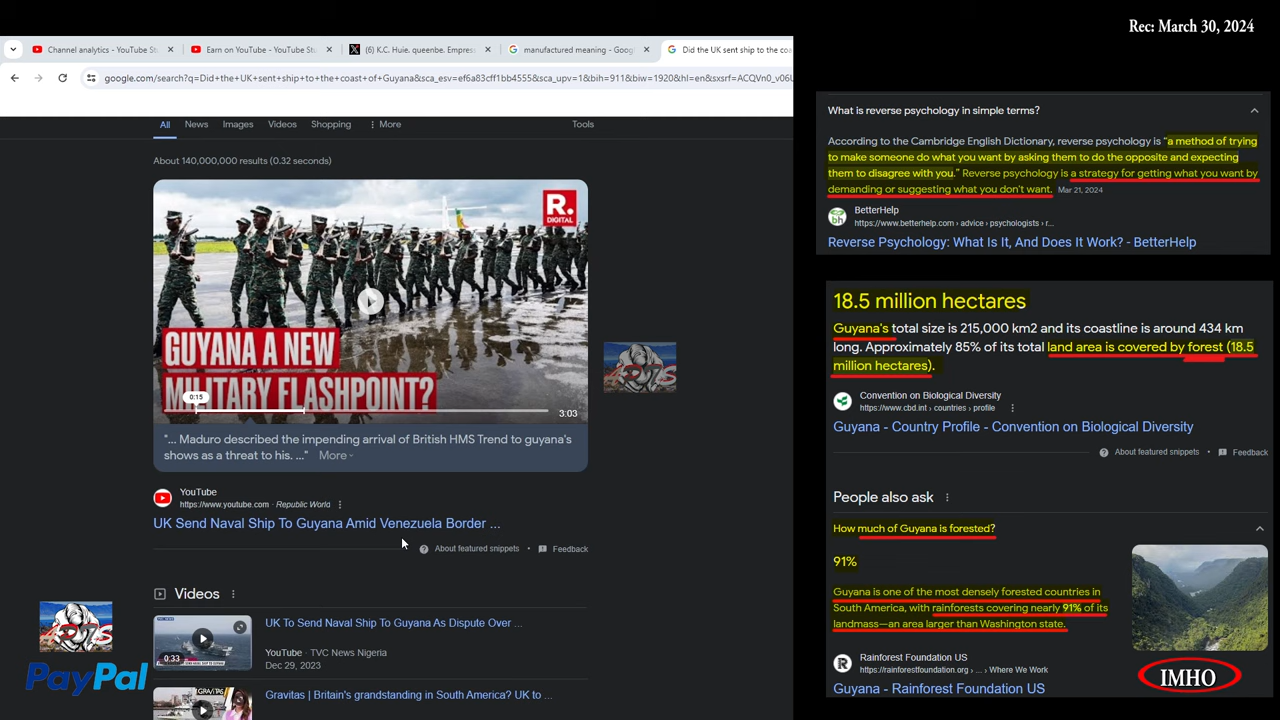 Rec: March 30, 2024
Channel analytics - YouTube St
Earn on YouTube - YouTube Stu
(6) K.C. Huie. queenbe. Empres
manufactured meaning - Goog
Did the UK sent ship to the coa
google.com/search?q=Did+the+UK+sent+ship+to+the+coast+of+Guyana&sca_esv=ef6a83cff1bb4555&sca_upv=1&bih=911&biw=1920&hl=en&sxsrf=ACQVn0_v06U
All News Images Videos Shopping More Tools
About 140,000,000 results (0.32 seconds)
R.
DIGITAL
GUYANA A NEW
MILITARY FLASHPOINT?
0:15
3:03
"... Maduro described the impending arrival of British HMS Trend to guyana's
shows as a threat to his. ..." More
YouTube
https://www.youtube.com · Republic World
UK Send Naval Ship To Guyana Amid Venezuela Border ...
About featured snippets • Feedback
Videos
UK To Send Naval Ship To Guyana As Dispute Over ...
0:33
YouTube · TVC News Nigeria
Dec 29, 2023
GRAVITAS
Gravitas | Britain's grandstanding in South America? UK to ...
PayPal
What is reverse psychology in simple terms?
According to the Cambridge English Dictionary, reverse psychology is "a method of trying
to make someone do what you want by asking them to do the opposite and expecting
them to disagree with you." Reverse psychology is a strategy for getting what you want by
demanding or suggesting what you don't want. Mar 21, 2024
BetterHelp
https://www.betterhelp.com › advice › psychologists › r...
Reverse Psychology: What Is It, And Does It Work? - BetterHelp
18.5 million hectares
Guyana's total size is 215,000 km2 and its coastline is around 434 km
long. Approximately 85% of its total land area is covered by forest (18.5
million hectares).
Convention on Biological Diversity
https://www.cbd.int › countries › profile
Guyana - Country Profile - Convention on Biological Diversity
About featured snippets • Feedback
People also ask
How much of Guyana is forested?
91%
Guyana is one of the most densely forested countries in
South America, with rainforests covering nearly 91% of its
landmass—an area larger than Washington state.
Rainforest Foundation US
https://rainforestfoundation.org › ... › Where We Work
Guyana - Rainforest Foundation US
IMHO